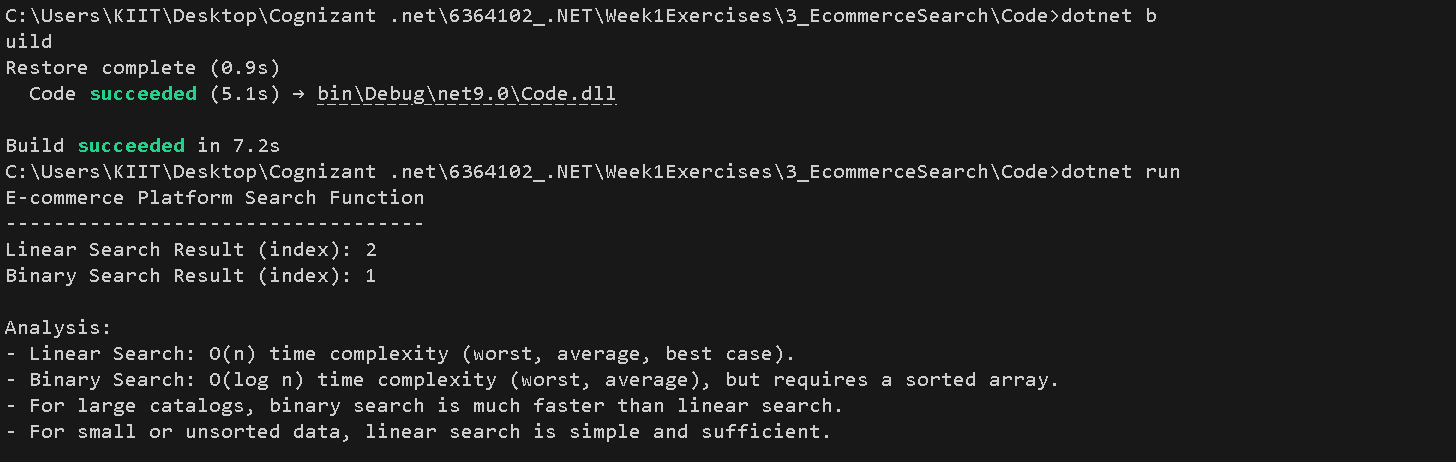 C:\Users\KIIT\Desktop\Cognizant .net\6364102_.NET\Week1Exercises\3_EcommerceSearch\Code>dotnet b
uild
Restore complete (0.9s)
  Code succeeded (5.1s) → bin\Debug\net9.0\Code.dll

Build succeeded in 7.2s
C:\Users\KIIT\Desktop\Cognizant .net\6364102_.NET\Week1Exercises\3_EcommerceSearch\Code>dotnet run
E-commerce Platform Search Function
-----------------------------------
Linear Search Result (index): 2
Binary Search Result (index): 1

Analysis:
- Linear Search: O(n) time complexity (worst, average, best case).
- Binary Search: O(log n) time complexity (worst, average), but requires a sorted array.
- For large catalogs, binary search is much faster than linear search.
- For small or unsorted data, linear search is simple and sufficient.